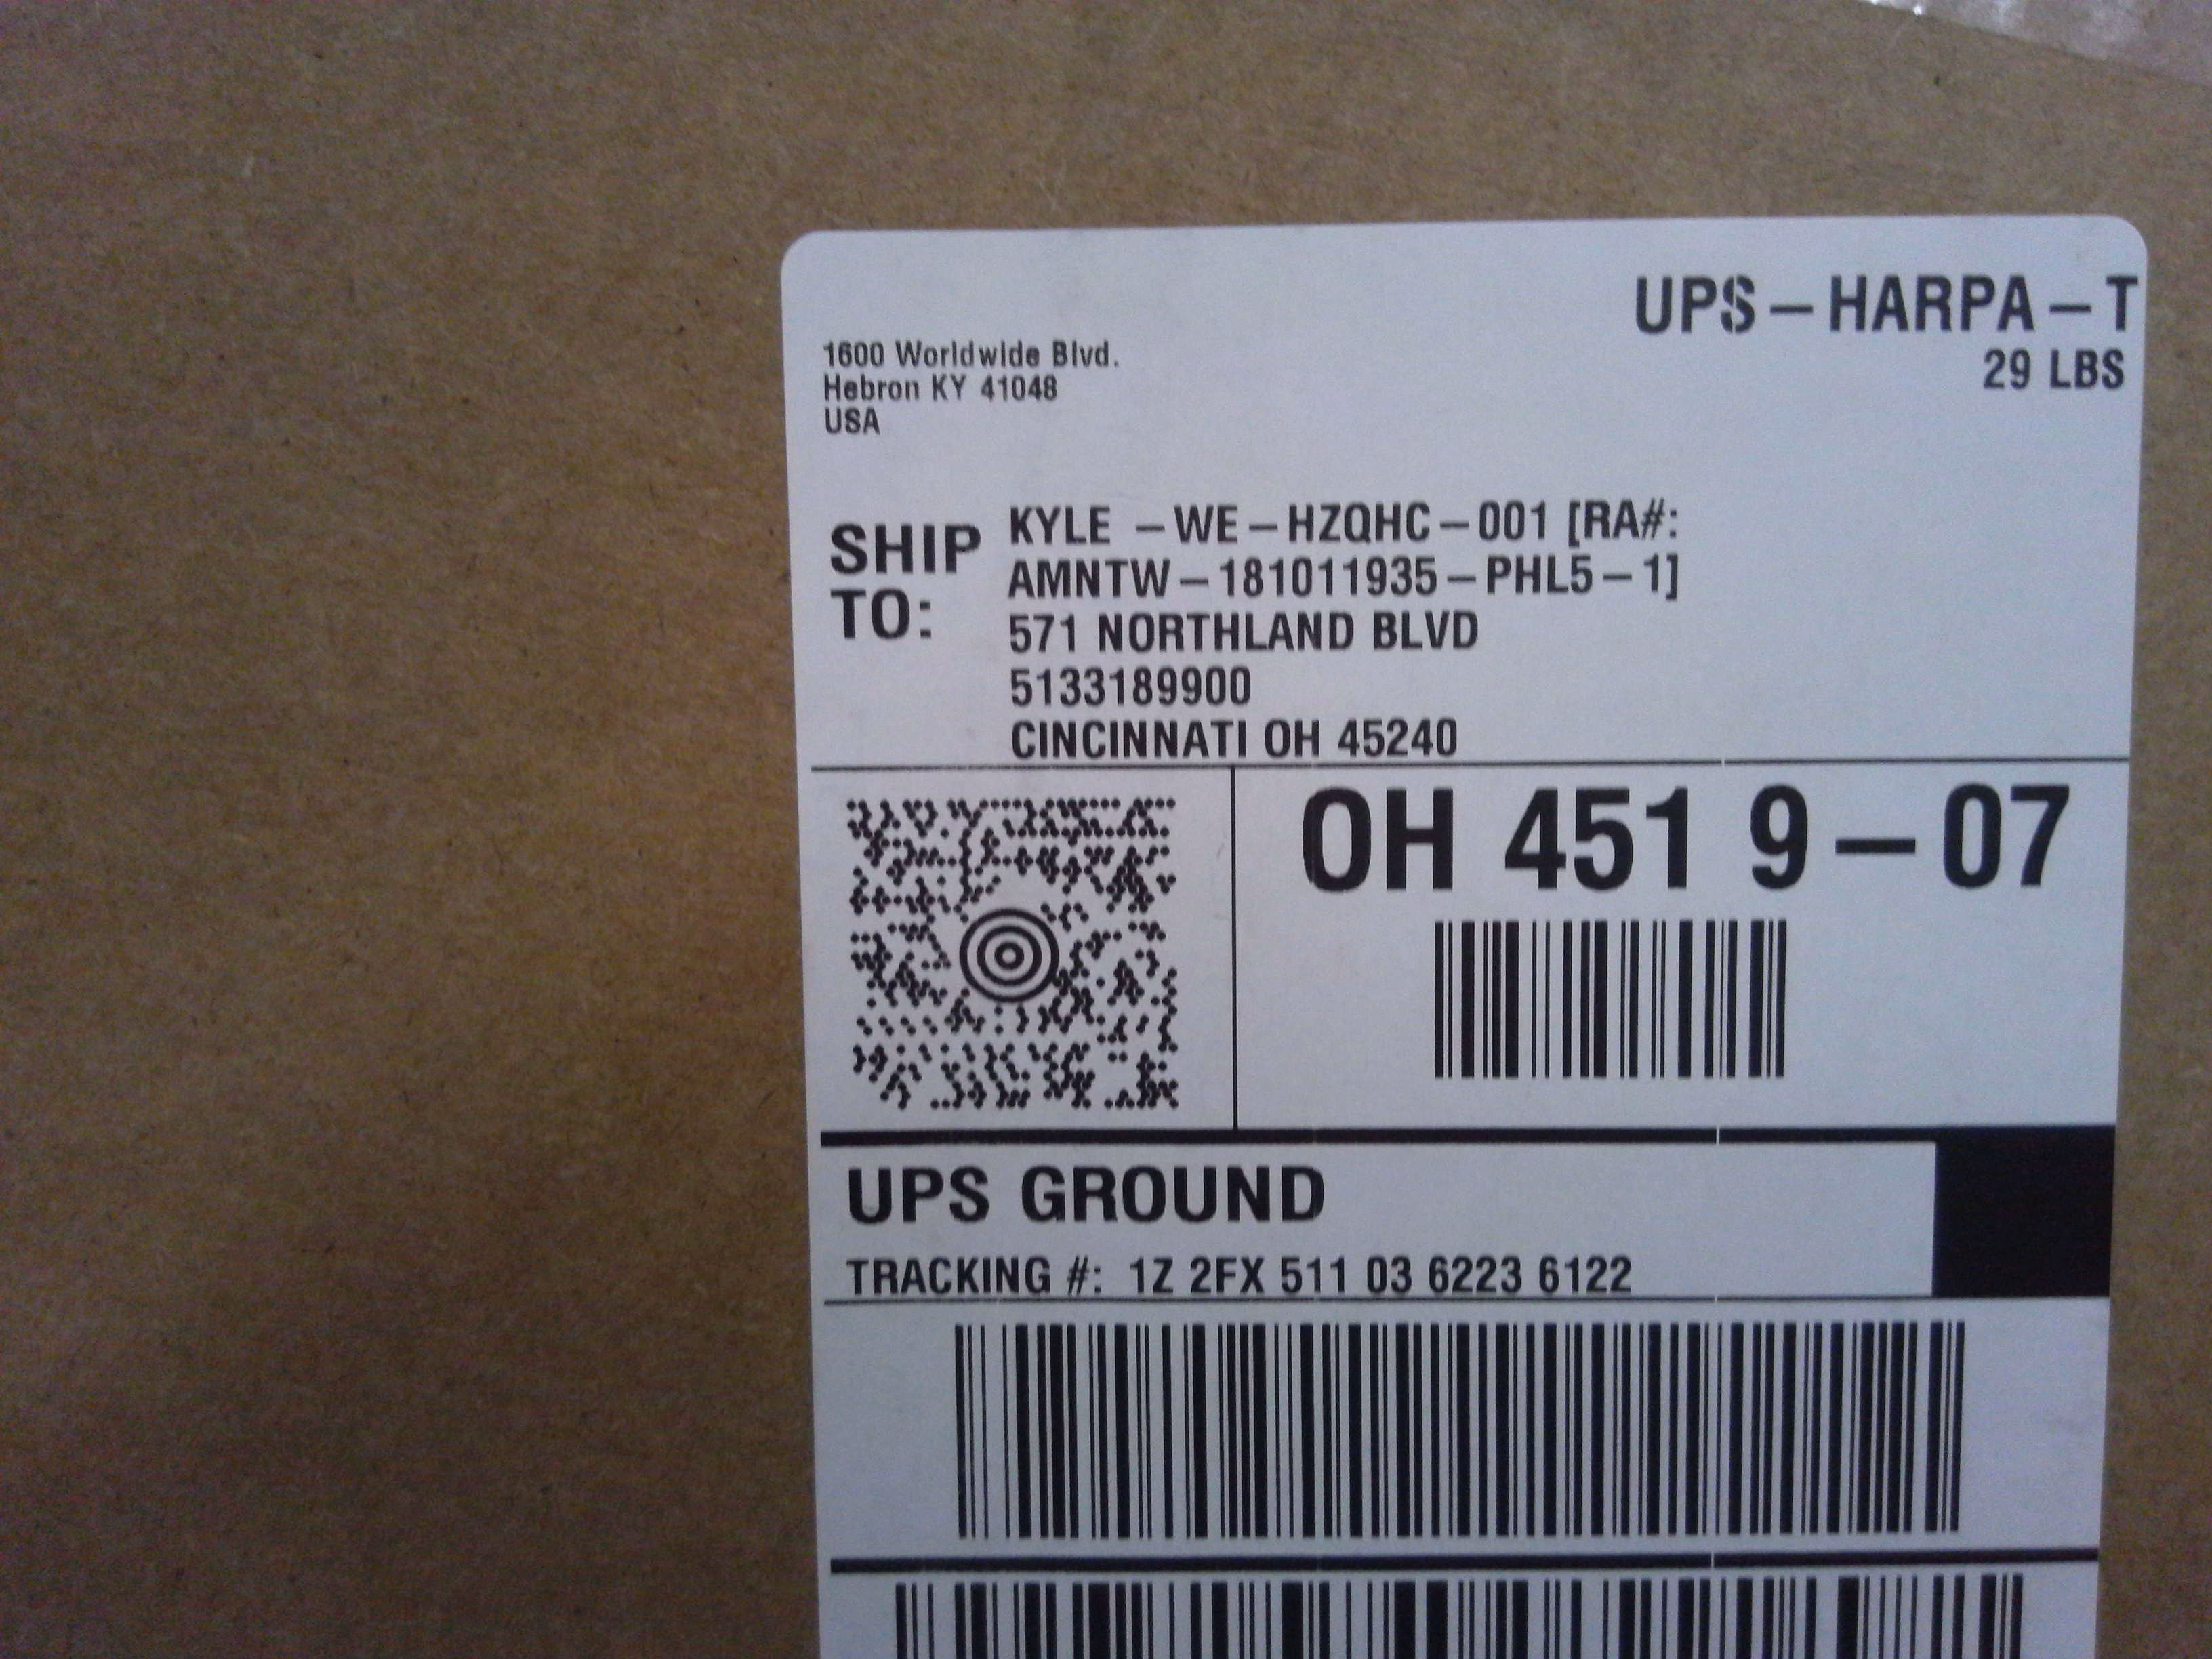 UPS – HARPA – T
29 LBS
1600 Worldwide Blvd.
Hebron KY 41048
USA
SHIP TO:
KYLE – WE – HZQHC – 001 [RA#:
AMNTW – 181011935 – PHL5 – 1]
571 NORTHLAND BLVD
5133189900
CINCINNATI OH 45240
OH 451 9 – 07
UPS GROUND
TRACKING #: 1Z 2FX 511 03 6223 6122